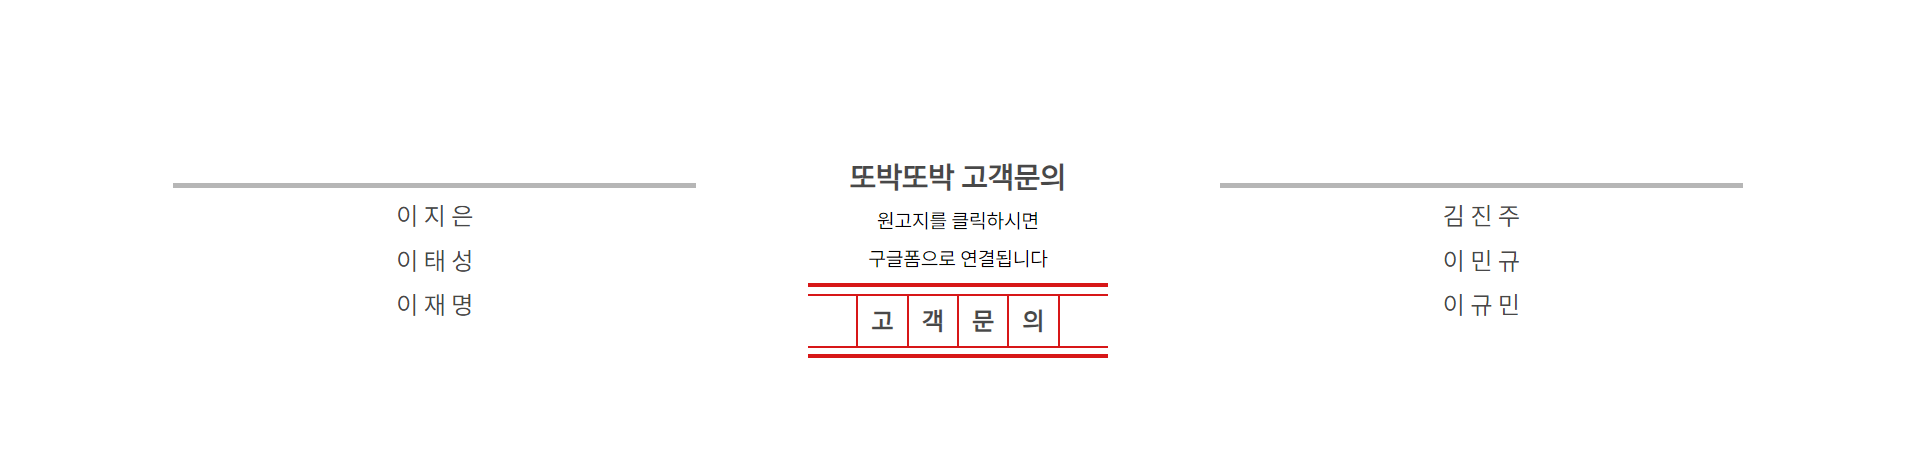 이 지 은
이 태 성
이 재 명
또박또박 고객문의
원고지를 클릭하시면
구글폼으로 연결됩니다
고 객 문 의
김 진 주
이 민 규
이 규 민